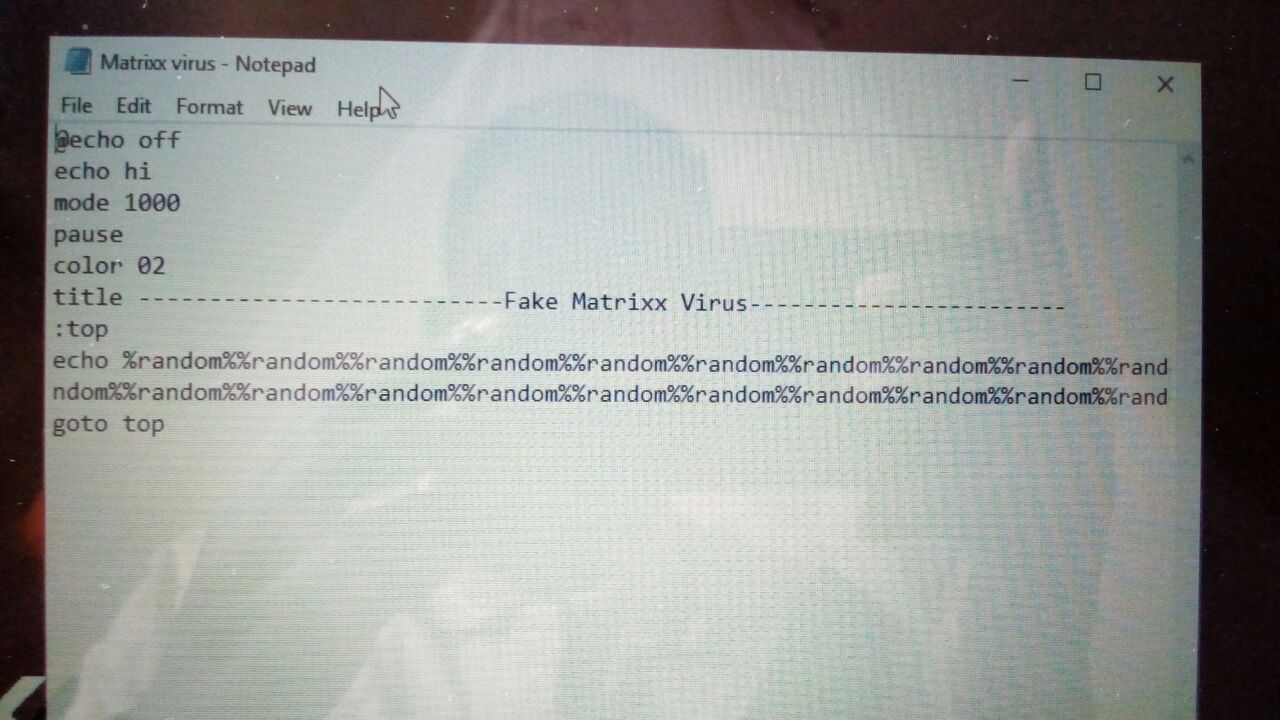 Matrixx virus - Notepad
File Edit Format View Help
@echo off
echo hi
mode 1000
pause
color 02
title --------------------------Fake Matrixx Virus-----------------------
:top
echo %random%%random%%random%%random%%random%%random%%random%%random%%random%%rand
ndom%%random%%random%%random%%random%%random%%random%%random%%random%%random%%rand
goto top